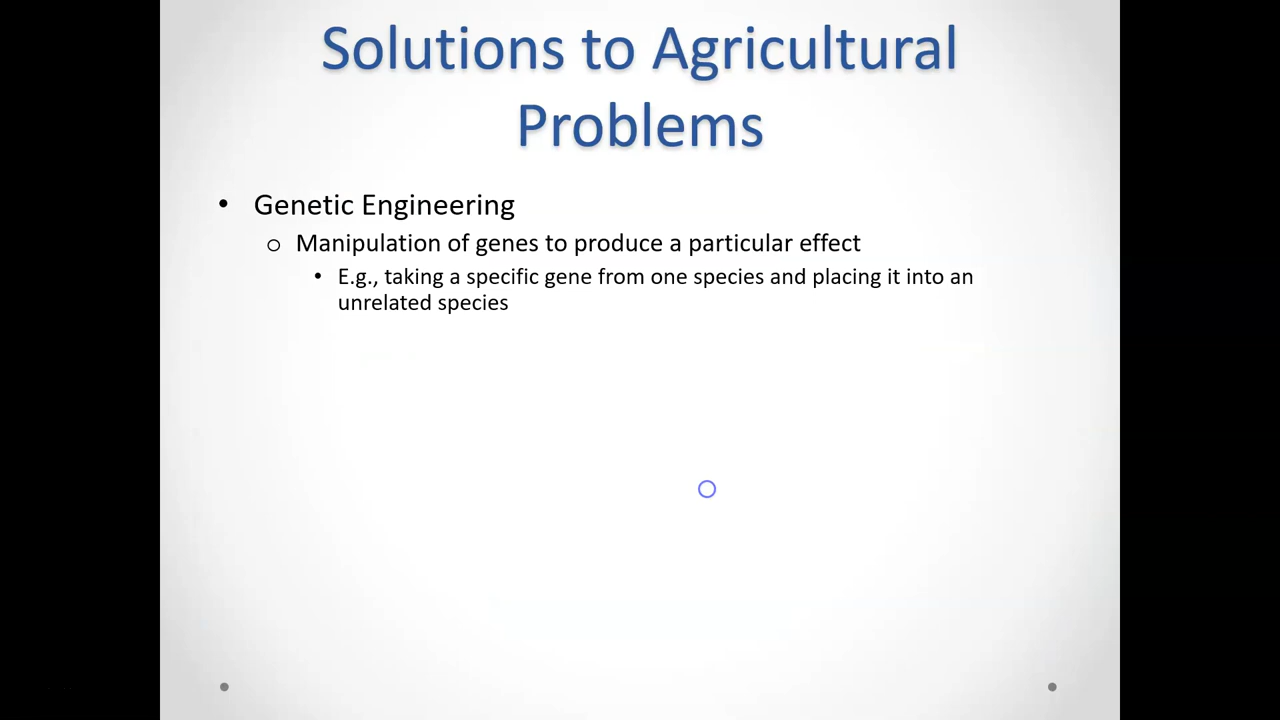 Solutions to Agricultural
Problems
• Genetic Engineering
o Manipulation of genes to produce a particular effect
• E.g., taking a specific gene from one species and placing it into an
unrelated species